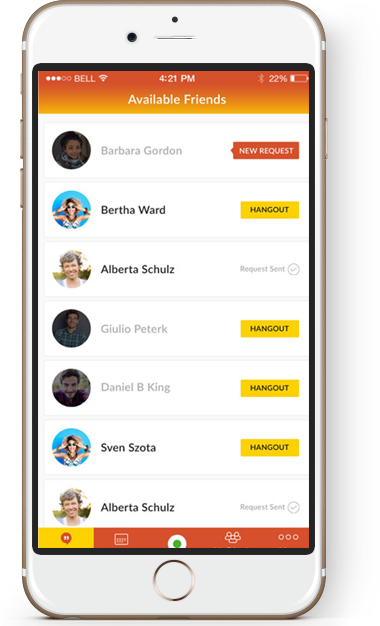 BELL 4:21 PM 22%
Available Friends
Barbara Gordon NEW REQUEST
Bertha Ward HANGOUT
Alberta Schulz Request Sent
Giulio Peterk HANGOUT
Daniel B King HANGOUT
Sven Szota HANGOUT
Alberta Schulz Request Sent